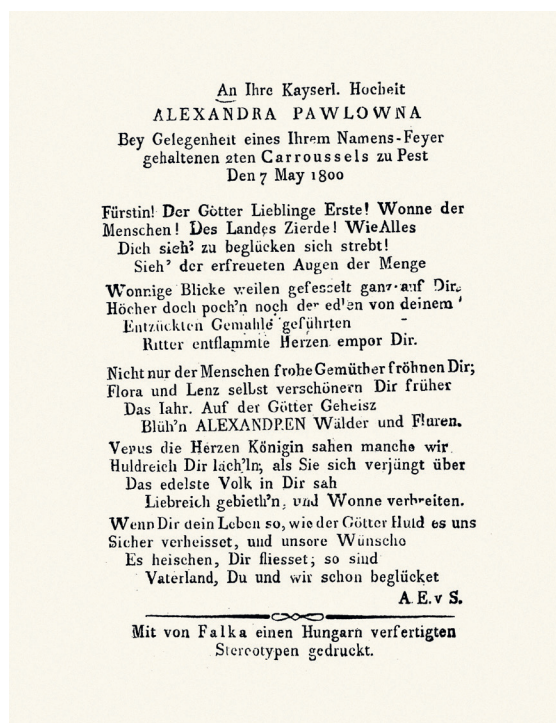 An Ihre Kayserl. Hocheit
ALEXANDRA PAWLOWNA
Bey Gelegenheit eines Ihrem Namens-Feyer
gehaltenen 2ten Carroussels zu Pest
Den 7 May 1800
Fürstin! Der Götter Lieblinge Erste! Wonne der
Menschen! Des Landes Zierde! Wie Alles
Dich sieh' zu beglücken sich strebt!
Sieh' der erfreueten Augen der Menge
Wonnige Blicke weilen gefesselt ganz auf Dir.
Höcher doch poch'n noch der ed'en von deinem
Entzückten Gemahle geführten
Ritter entflammte Herzen empor Dir.
Nicht nur der Menschen frohe Gemüther fröhnen Dir;
Flora und Lenz selbst verschönern Dir früher
Das Iahr. Auf der Götter Geheisz
Blüh'n ALEXANDREN Wälder und Fluren.
Venus die Herzen Königin sahen manche wir
Huldreich Dir läch'ln, als Sie sich verjüngt über
Das edelste Volk in Dir sah
Liebreich gebieth'n, und Wonne verbreiten.
Wenn Dir dein Leben so, wie der Götter Huld es uns
Sicher verheisset, und unsere Wünsche
Es heischen, Dir fliesset; so sind
Vaterland, Du und wir schon beglücket
A. E. v S.
Mit von Falka einen Hungarn verfertigten
Stereotypen gedruckt.